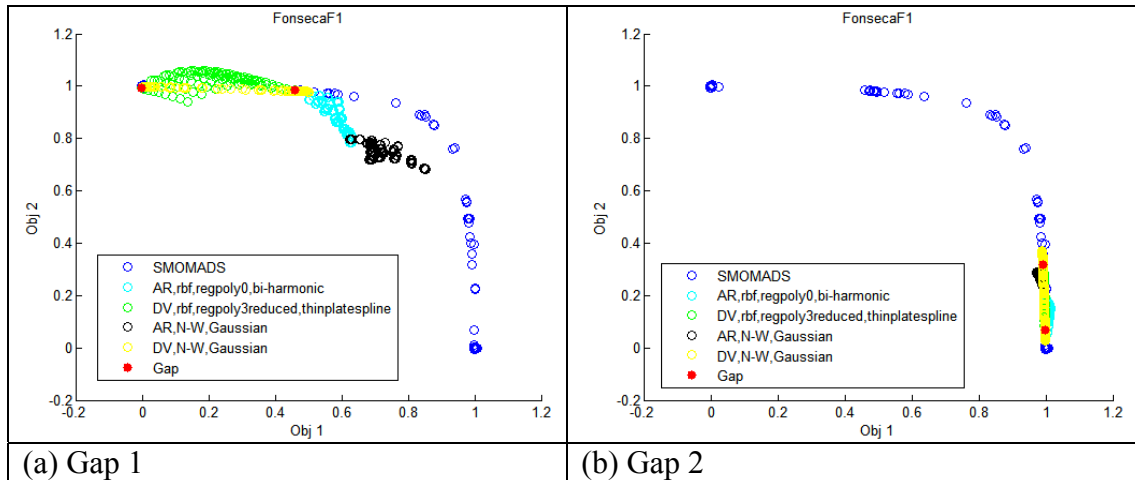 FonsecaF1
1.2
1
0.8
0.6
0.4
0.2
0
-0.2
Obj 2
SMOMADS
AR,rbf,regpoly0,bi-harmonic
DV,rbf,regpoly3reduced,thinplatespline
AR,N-W,Gaussian
DV,N-W,Gaussian
Gap
-0.2 0 0.2 0.4 0.6 0.8 1 1.2
Obj 1
(a) Gap 1
FonsecaF1
1.2
1
0.8
0.6
0.4
0.2
0
-0.2
Obj 2
SMOMADS
AR,rbf,regpoly0,bi-harmonic
DV,rbf,regpoly3reduced,thinplatespline
AR,N-W,Gaussian
DV,N-W,Gaussian
Gap
-0.2 0 0.2 0.4 0.6 0.8 1 1.2
Obj 1
(b) Gap 2